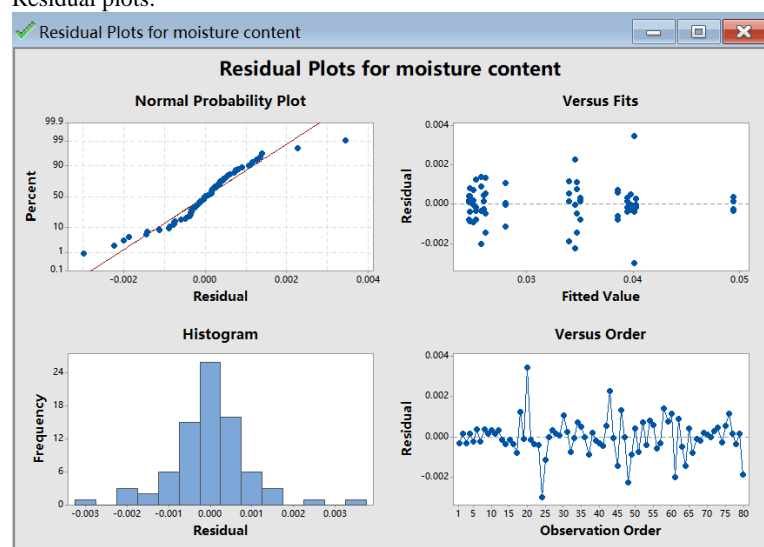 Residual plots:
Residual Plots for moisture content
Residual Plots for moisture content
Normal Probability Plot
99.9
99
90
50
10
1
0.1
Percent
-0.002 0.000 0.002 0.004
Residual
Versus Fits
0.004
0.002
0.000
-0.002
Residual
0.03 0.04 0.05
Fitted Value
Histogram
24
18
12
6
0
Frequency
-0.003 -0.002 -0.001 0.000 0.001 0.002 0.003
Residual
Versus Order
0.004
0.002
0.000
-0.002
Residual
1 5 10 15 20 25 30 35 40 45 50 55 60 65 70 75 80
Observation Order